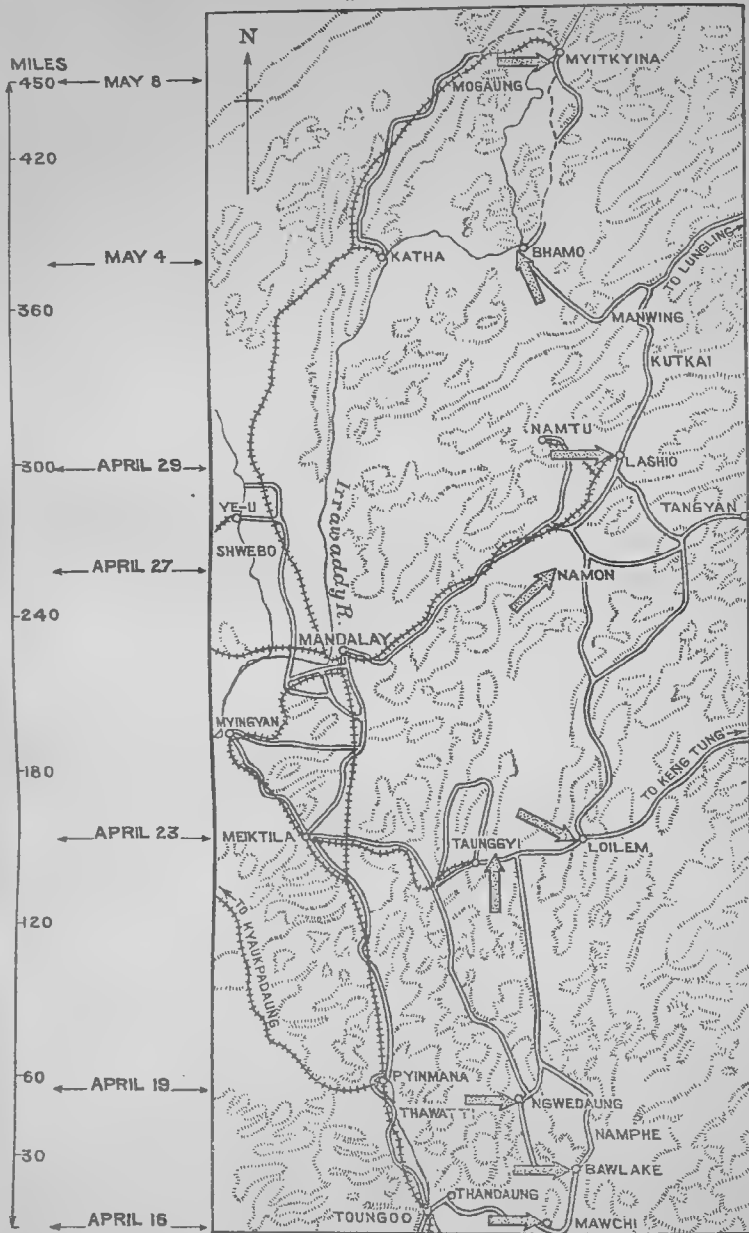 N
MILES
450
MAY 8
MYITKYINA
MOGAUNG
420
TO LUNGLING
MAY 4
KATHA
BHAMO
360
MANWING
KUTKAI
NAMTU
300
APRIL 29
LASHIO
YE-U
TANGYAN
Irrawaddy R.
SHWEBO
APRIL 27
NAMON
240
MANDALAY
MYINGYAN
180
TO KENG TUNG
APRIL 23
MEIKTILA
TAUNGGYI
LOILEM
120
TO KYAUKPADAUNG
60
APRIL 19
PYINMANA
THAWATTI
NGWEDAUNG
NAMPHE
30
BAWLAKE
THANDAUNG
APRIL 16
TOUNGOO
MAWCHI